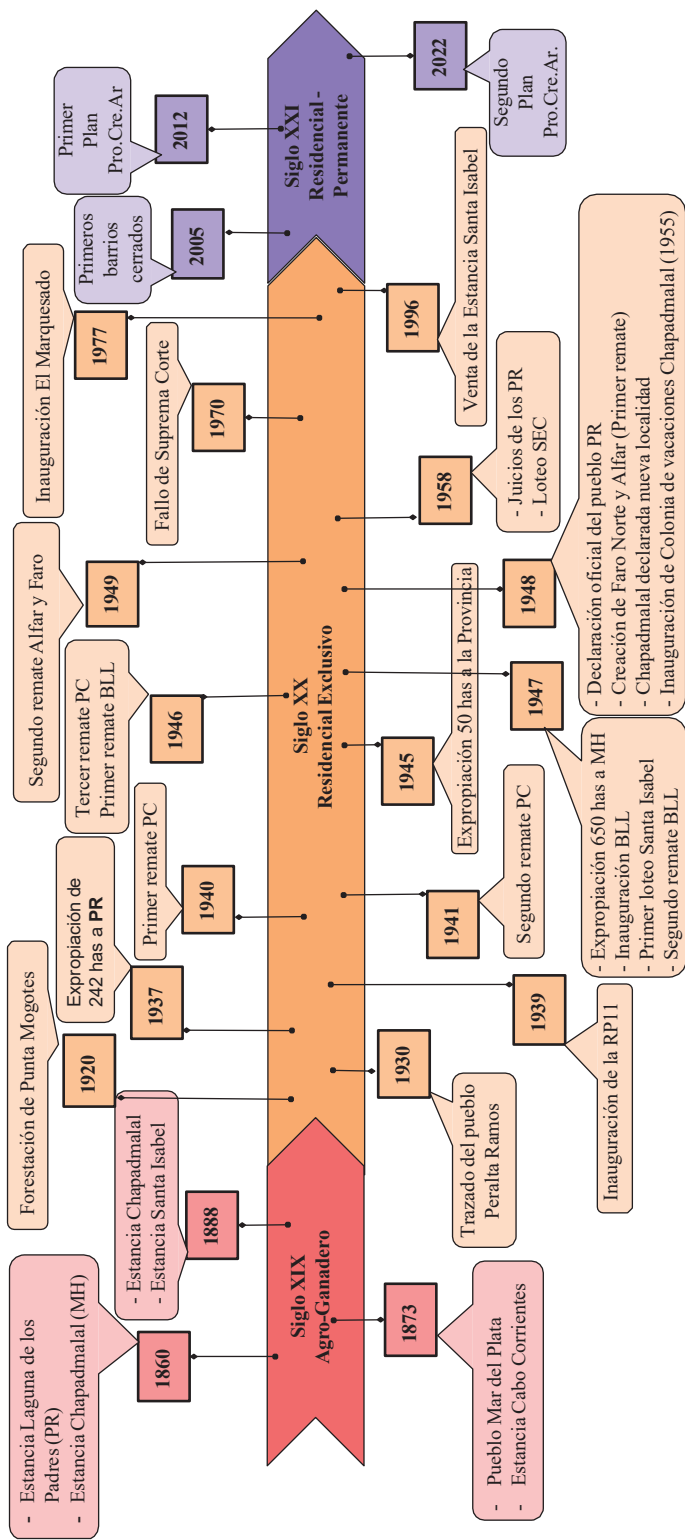 - Estancia Laguna de los
Padres (PR)
- Estancia Chapadmalal (MH)
1860
- Estancia Chapadmalal
- Estancia Santa Isabel
1888
Forestación de Punta Mogotes
1920
Expropiación de
242 has a PR
1937
Primer remate PC
1940
Tercer remate PC
Primer remate BLL
1946
Segundo remate Alfar y Faro
1949
Fallo de Suprema Corte
1970
Inauguración El Marquesado
1977
Primeros
barrios
cerrados
2005
Primer
Plan
Pro.Cre.Ar
2012
Siglo XIX
Agro-Ganadero
Siglo XX
Residencial Exclusivo
Siglo XXI
Residencial -
Permanente
1873
- Pueblo Mar del Plata
- Estancia Cabo Corrientes
1930
Trazado del pueblo
Peralta Ramos
1939
Inauguración de la RP11
1941
Segundo remate PC
1945
Expropiación 50 has a la Provincia
1947
- Expropiación 650 has a MH
- Inauguración BLL
- Primer loteo Santa Isabel
- Segundo remate BLL
1948
- Declaración oficial del pueblo PR
- Creación de Faro Norte y Alfar (Primer remate)
- Chapadmalal declarada nueva localidad
- Inauguración de Colonia de vacaciones Chapadmalal (1955)
1958
- Juicios de los PR
- Loteo SEC
1996
Venta de la Estancia Santa Isabel
2022
Segundo
Plan
Pro.Cre.Ar.